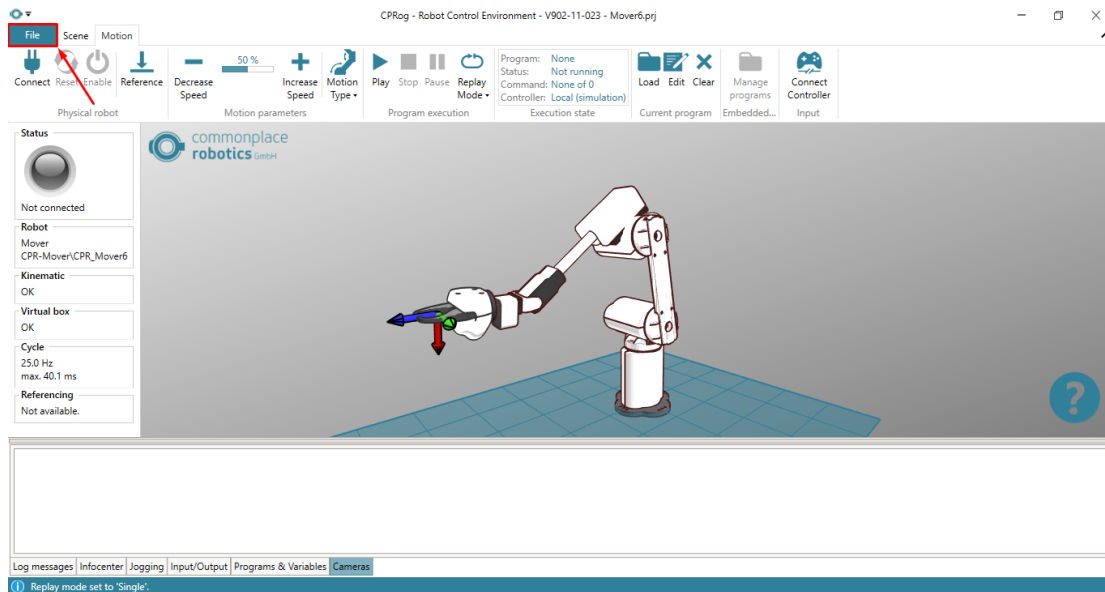 CPRog - Robot Control Environment - V902-11-023 - Mover6.prj
File Scene Motion
Connect Reset Enable Reference
Physical robot
Decrease Speed
50 %
Increase Speed
Motion Type
Motion parameters
Play Stop Pause Replay Mode
Program execution
Program: None
Status: Not running
Command: None of 0
Controller: Local (simulation)
Execution state
Load Edit Clear
Current program
Manage programs
Embedded...
Connect Controller
Input
Status
Not connected
Robot
Mover
CPR-Mover\CPR_Mover6
Kinematic
OK
Virtual box
OK
Cycle
25.0 Hz
max. 40.1 ms
Referencing
Not available.
commonplace
robotics GmbH
?
Log messages Infocenter Jogging Input/Output Programs & Variables Cameras
Replay mode set to 'Single'.